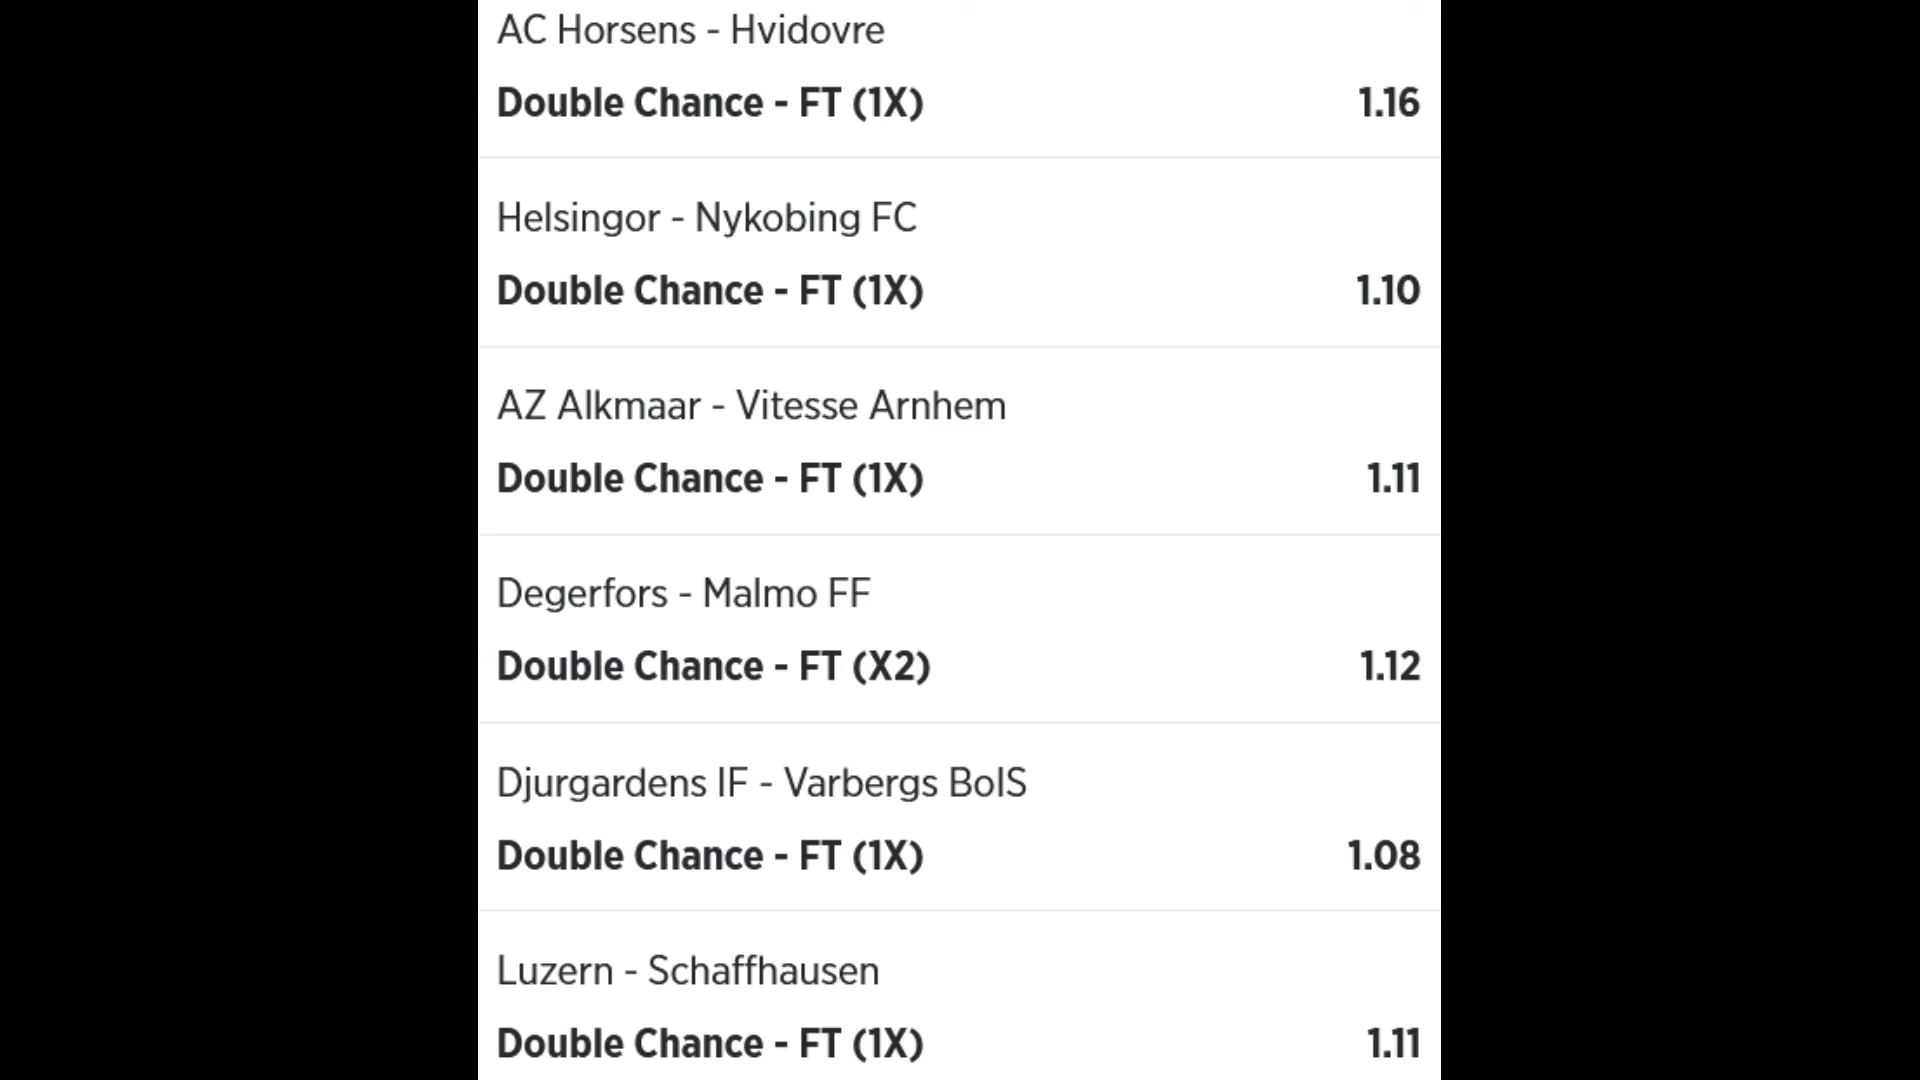 AC Horsens - Hvidovre
Double Chance - FT (1X) 1.16
Helsingor - Nykobing FC
Double Chance - FT (1X) 1.10
AZ Alkmaar - Vitesse Arnhem
Double Chance - FT (1X) 1.11
Degerfors - Malmo FF
Double Chance - FT (X2) 1.12
Djurgardens IF - Varbergs BoIS
Double Chance - FT (1X) 1.08
Luzern - Schaffhausen
Double Chance - FT (1X) 1.11